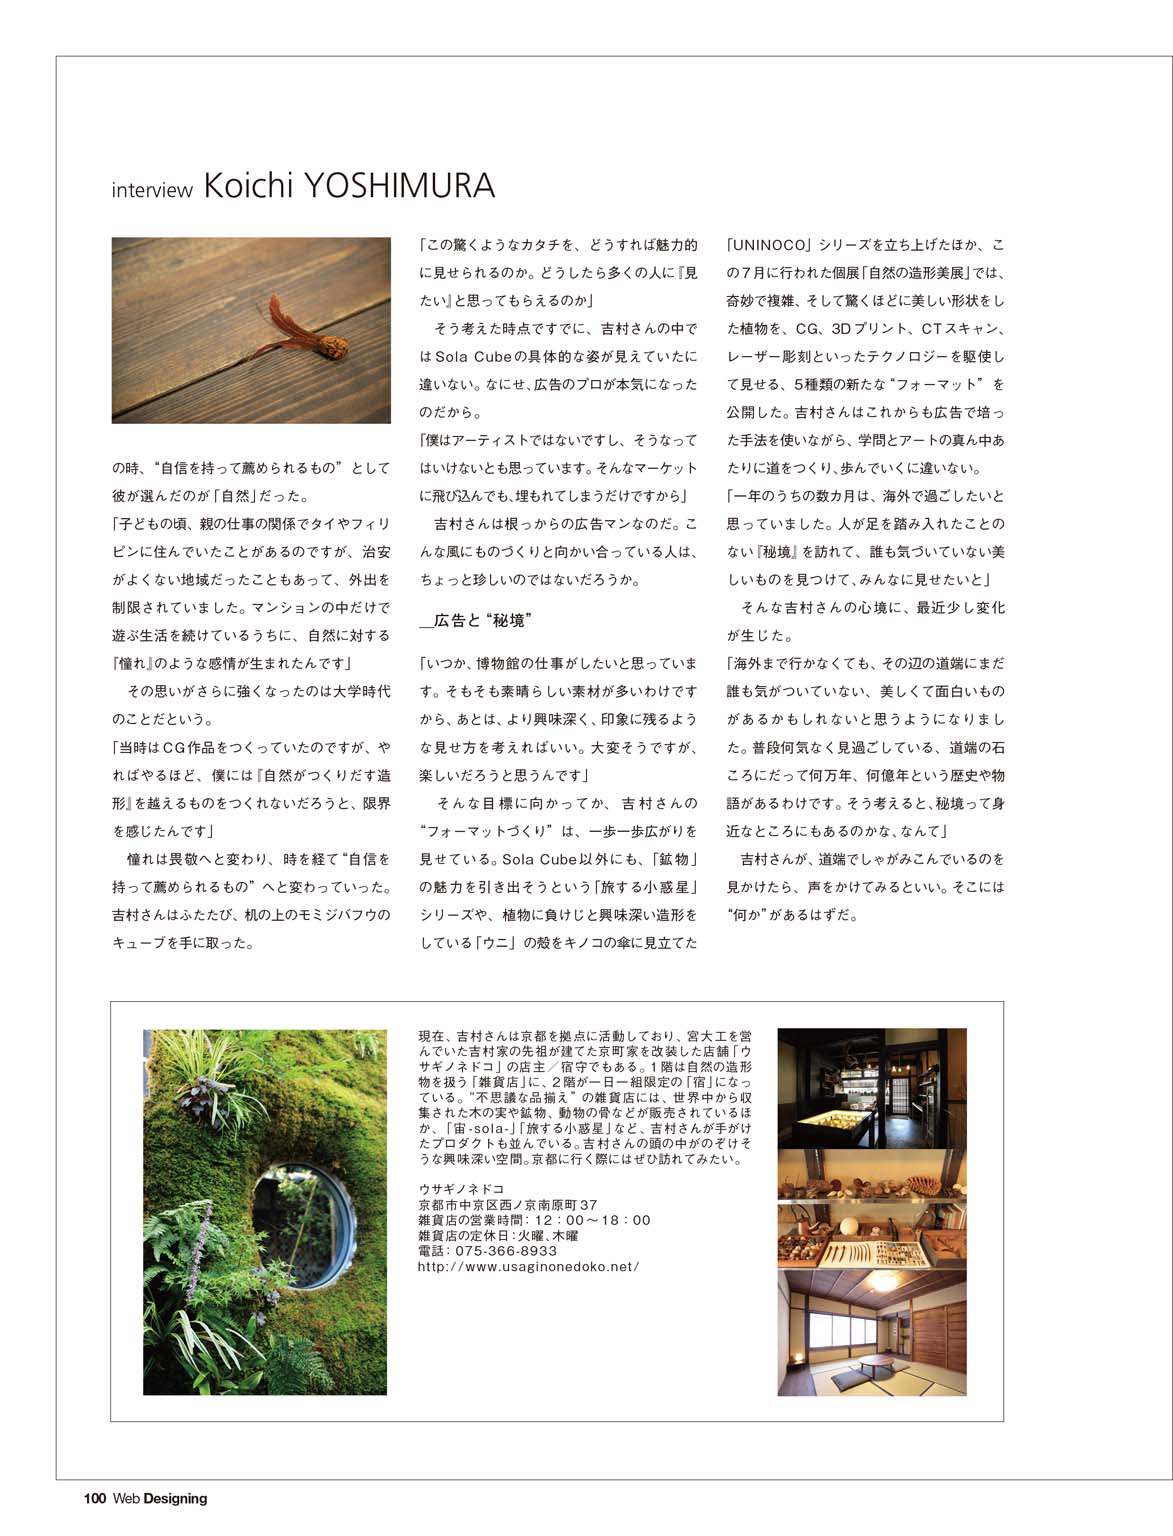 interview Koichi YOSHIMURA
の時、“自信を持って薦められるもの” として
彼が選んだのが「自然」だった。
「子どもの頃、親の仕事の関係でタイやフィリ
ピンに住んでいたことがあるのですが、治安
がよくない地域だったこともあって、外出を
制限されていました。マンションの中だけで
遊ぶ生活を続けているうちに、自然に対する
『憧れ』のような感情が生まれたんです」
　その思いがさらに強くなったのは大学時代
のことだという。
「当時はCG作品をつくっていたのですが、や
ればやるほど、僕には『自然がつくりだす造
形』を越えるものをつくれないだろうと、限界
を感じたんです」
　憧れは畏敬へと変わり、時を経て“自信を
持って薦められるもの” へと変わっていった。
吉村さんはふたたび、机の上のモミジバフウの
キューブを手に取った。
「この驚くようなカタチを、どうすれば魅力的
に見せられるのか。どうしたら多くの人に『見
たい』と思ってもらえるのか」
　そう考えた時点ですでに、吉村さんの中で
はSola Cubeの具体的な姿が見えていたに
違いない。なにせ、広告のプロが本気になった
のだから。
「僕はアーティストではないですし、そうなって
はいけないとも思っています。そんなマーケット
に飛び込んでも、埋もれてしまうだけですから」
　吉村さんは根っからの広告マンなのだ。こ
んな風にものづくりと向かい合っている人は、
ちょっと珍しいのではないだろうか。
__広告と “秘境”
「いつか、博物館の仕事がしたいと思っていま
す。そもそも素晴らしい素材が多いわけです
から、あとは、より興味深く、印象に残るよう
な見せ方を考えればいい。大変そうですが、
楽しいだろうと思うんです」
　そんな目標に向かってか、吉村さんの
“フォーマットづくり” は、一歩一歩広がりを
見せている。Sola Cube以外にも、「鉱物」
の魅力を引き出そうという「旅する小惑星」
シリーズや、植物に負けじと興味深い造形を
している「ウニ」の殻をキノコの傘に見立てた
「UNINOCO」シリーズを立ち上げたほか、こ
の7月に行われた個展「自然の造形美展」では、
奇妙で複雑、そして驚くほどに美しい形状をし
た植物を、CG、3Dプリント、CTスキャン、
レーザー彫刻といったテクノロジーを駆使し
て見せる、5種類の新たな “フォーマット” を
公開した。吉村さんはこれからも広告で培っ
た手法を使いながら、学問とアートの真ん中あ
たりに道をつくり、歩んでいくに違いない。
「一年のうちの数カ月は、海外で過ごしたいと
思っていました。人が足を踏み入れたことの
ない『秘境』を訪れて、誰も気づいていない美
しいものを見つけて、みんなに見せたいと」
　そんな吉村さんの心境に、最近少し変化
が生じた。
「海外まで行かなくても、その辺の道端にまだ
誰も気がついていない、美しくて面白いもの
があるかもしれないと思うようになりまし
た。普段何気なく見過ごしている、道端の石
ころにだって何万年、何億年という歴史や物
語があるわけです。そう考えると、秘境って身
近なところにもあるのかな、なんて」
　吉村さんが、道端でしゃがみこんでいるのを
見かけたら、声をかけてみるといい。そこには
“何か”があるはずだ。
現在、吉村さんは京都を拠点に活動しており、宮大工を営
んでいた吉村家の先祖が建てた京町家を改装した店舗「ウ
サギノネドコ」の店主／宿守でもある。1階は自然の造形
物を扱う「雑貨店」に、2階が一日一組限定の「宿」になっ
ている。“不思議な品揃え” の雑貨店には、世界中から収
集された木の実や鉱物、動物の骨などが販売されているほ
か、「宙-sola-」「旅する小惑星」など、吉村さんが手がけ
たプロダクトも並んでいる。吉村さんの頭の中がのぞけそ
うな興味深い空間。京都に行く際にはぜひ訪れてみたい。
ウサギノネドコ
京都市中京区西ノ京南原町37
雑貨店の営業時間：12：00〜18：00
雑貨店の定休日：火曜、木曜
電話：075-366-8933
http://www.usaginonedoko.net/
100 Web Designing